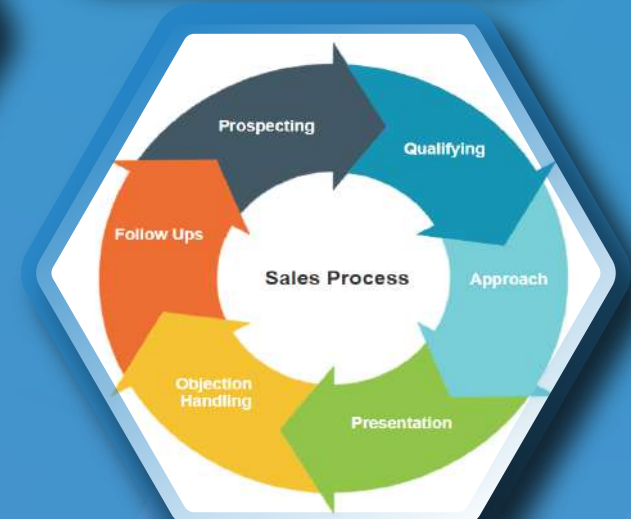 Prospecting
Qualifying
Approach
Presentation
Objection
Handling
Follow Ups
Sales Process